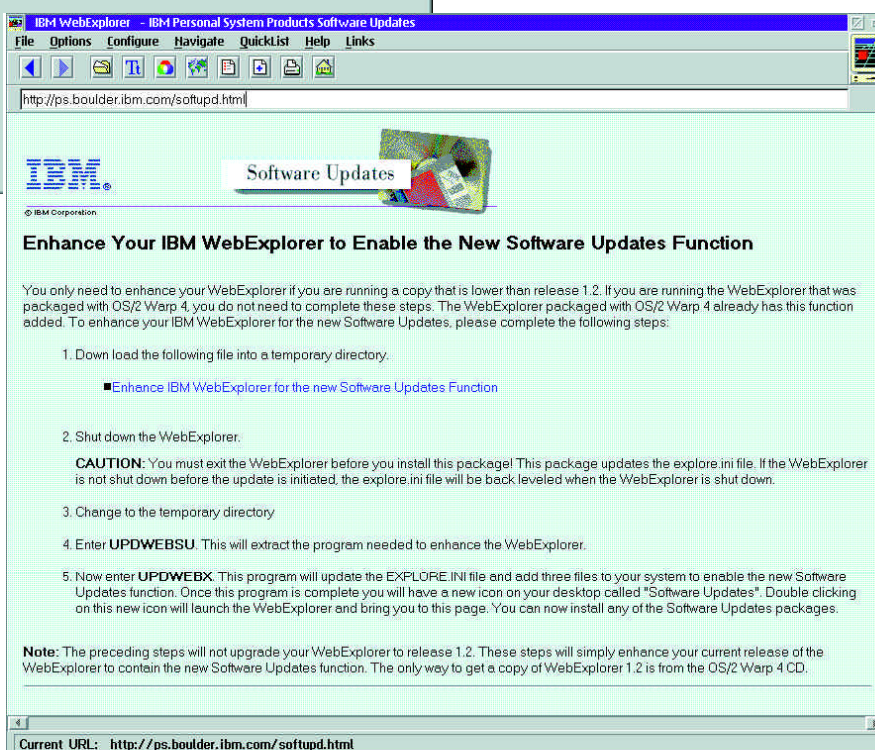 IBM WebExplorer - IBM Personal System Products Software Updates
File Options Configure Navigate QuickList Help Links
http://ps.boulder.ibm.com/softupd.html
IBM®
Software Updates
© IBM Corporation
Enhance Your IBM WebExplorer to Enable the New Software Updates Function
You only need to enhance your WebExplorer if you are running a copy that is lower than release 1.2. If you are running the WebExplorer that was
packaged with OS/2 Warp 4, you do not need to complete these steps. The WebExplorer packaged with OS/2 Warp 4 already has this function
added. To enhance your IBM WebExplorer for the new Software Updates, please complete the following steps:
1. Down load the following file into a temporary directory.
■Enhance IBM WebExplorer for the new Software Updates Function
2. Shut down the WebExplorer.
CAUTION: You must exit the WebExplorer before you install this package! This package updates the explore.ini file. If the WebExplorer
is not shut down before the update is initiated, the explore.ini file will be back leveled when the WebExplorer is shut down.
3. Change to the temporary directory
4. Enter UPDWEBSU. This will extract the program needed to enhance the WebExplorer.
5. Now enter UPDWEBX. This program will update the EXPLORE.INI file and add three files to your system to enable the new Software
Updates function. Once this program is complete you will have a new icon on your desktop called "Software Updates". Double clicking
on this new icon will launch the WebExplorer and bring you to this page. You can now install any of the Software Updates packages.
Note: The preceding steps will not upgrade your WebExplorer to release 1.2. These steps will simply enhance your current release of the
WebExplorer to contain the new Software Updates function. The only way to get a copy of WebExplorer 1.2 is from the OS/2 Warp 4 CD.
Current URL: http://ps.boulder.ibm.com/softupd.html